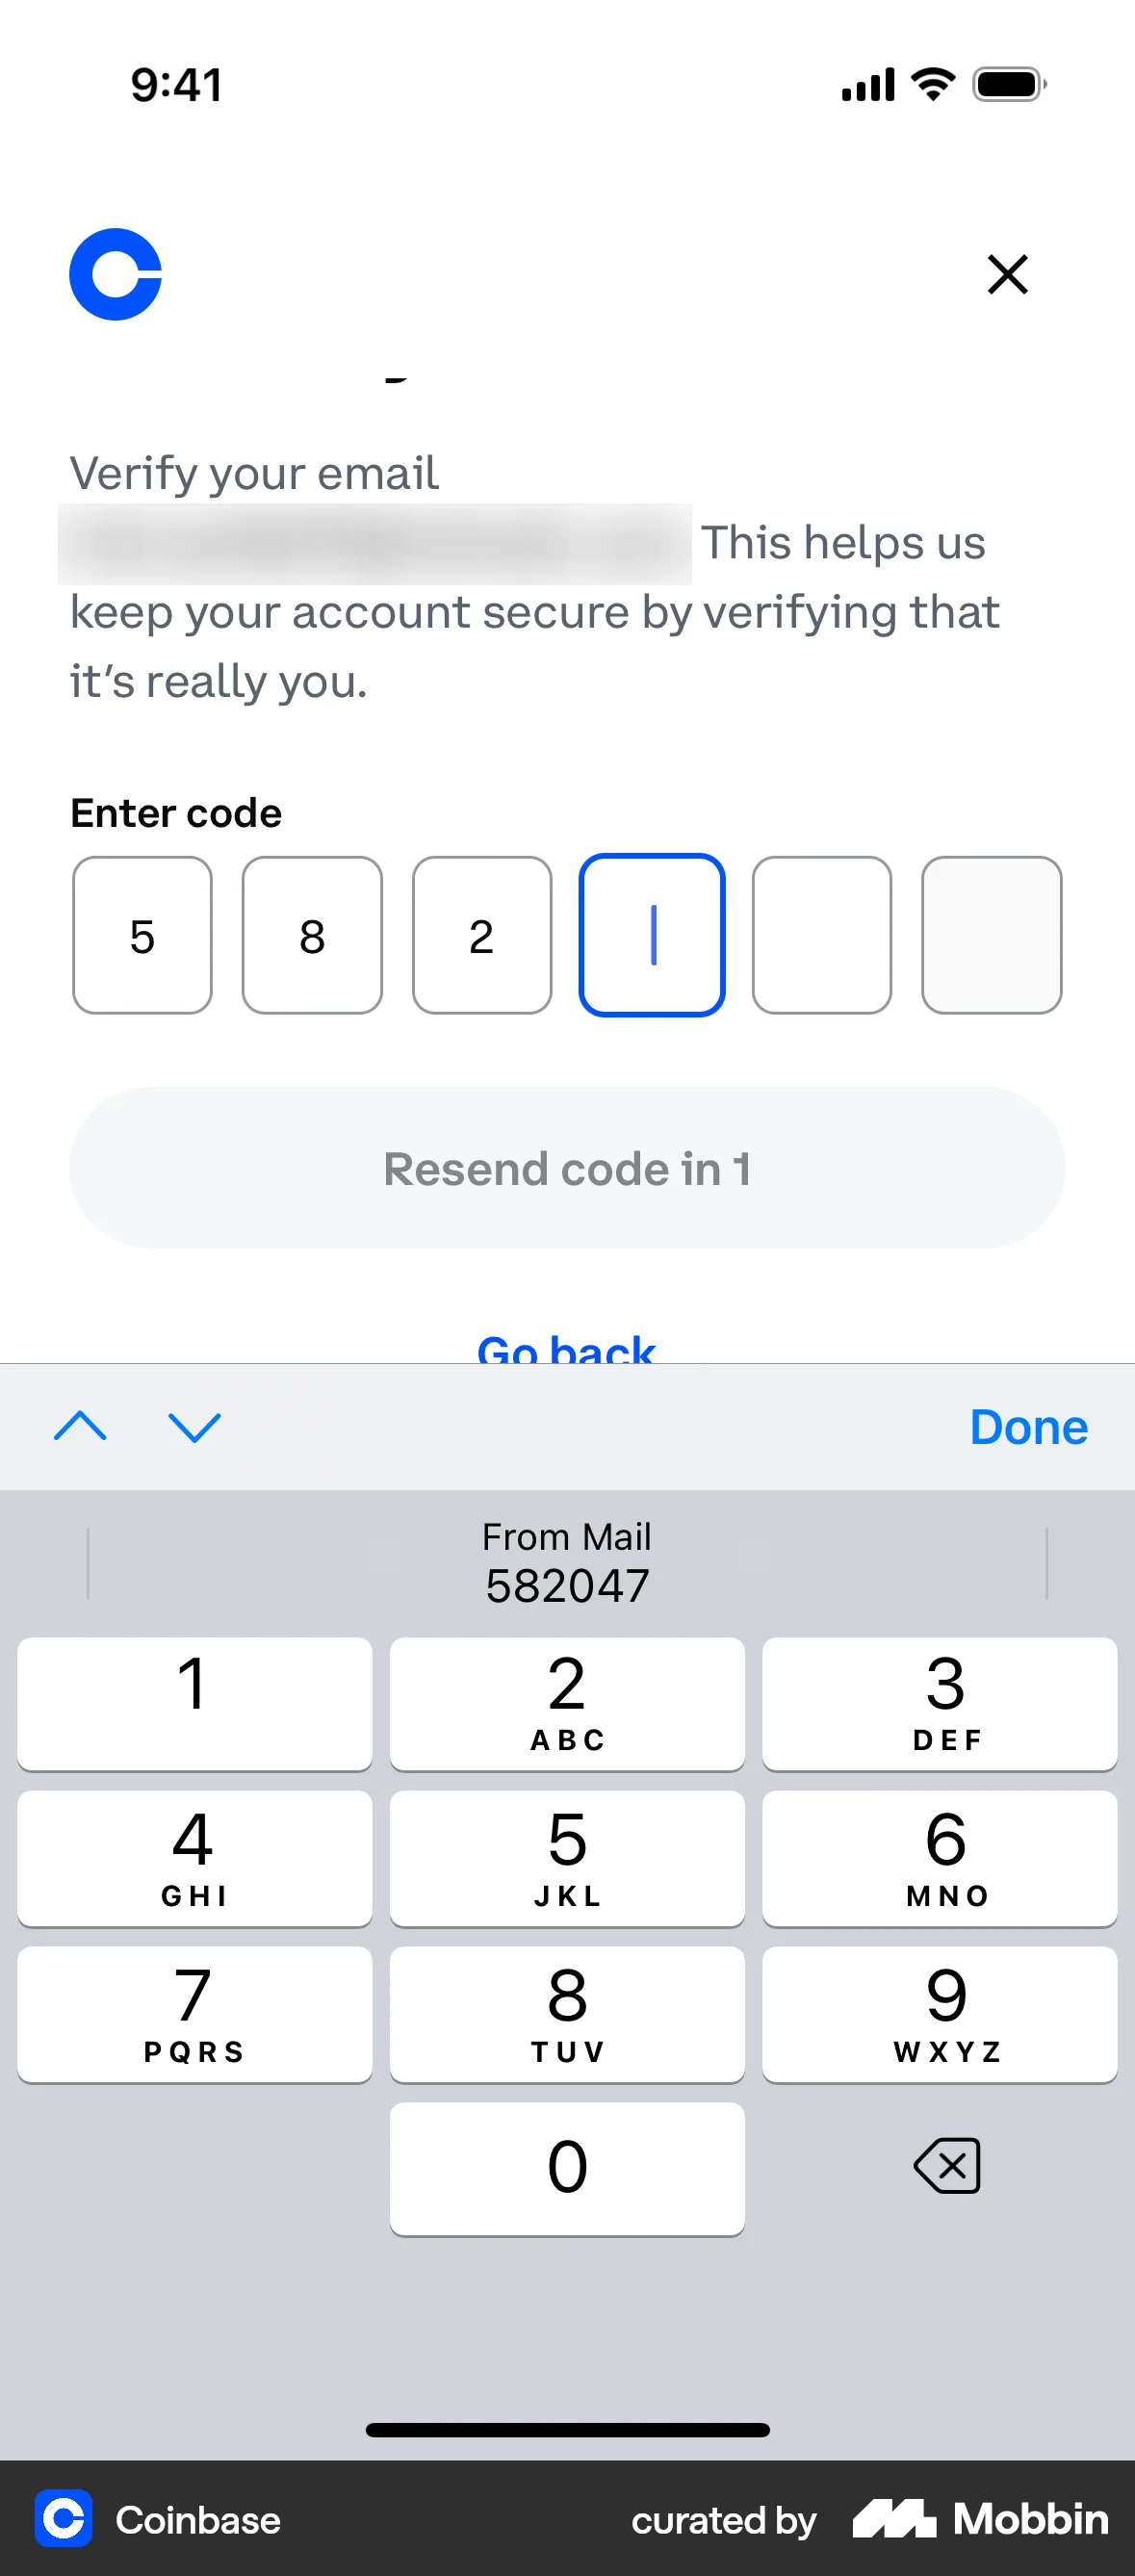 9:41
Verify your email
This helps us
keep your account secure by verifying that
it’s really you.
Enter code
5 8 2
Resend code in 1
Go back
Done
From Mail
582047
1 2 3
ABC DEF
4 5 6
GHI JKL MNO
7 8 9
PQRS TUV WXYZ
0
Coinbase curated by Mobbin